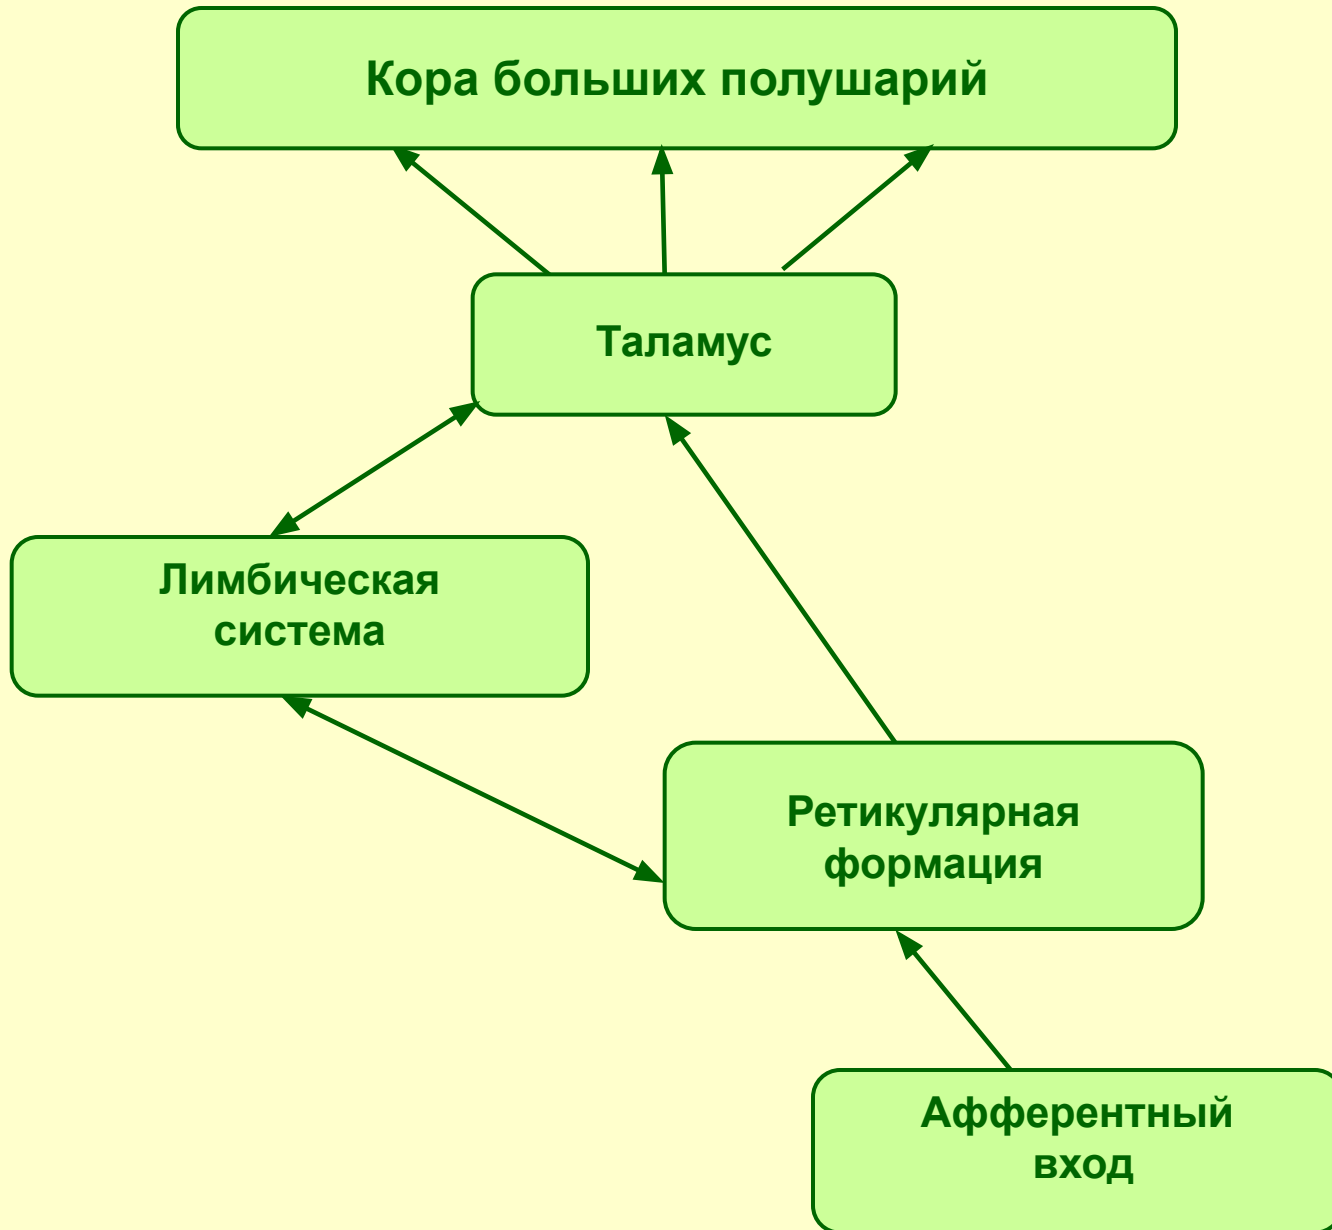 Кора больших полушарий
Таламус
Лимбическая
система
Ретикулярная
формация
Афферентный
вход